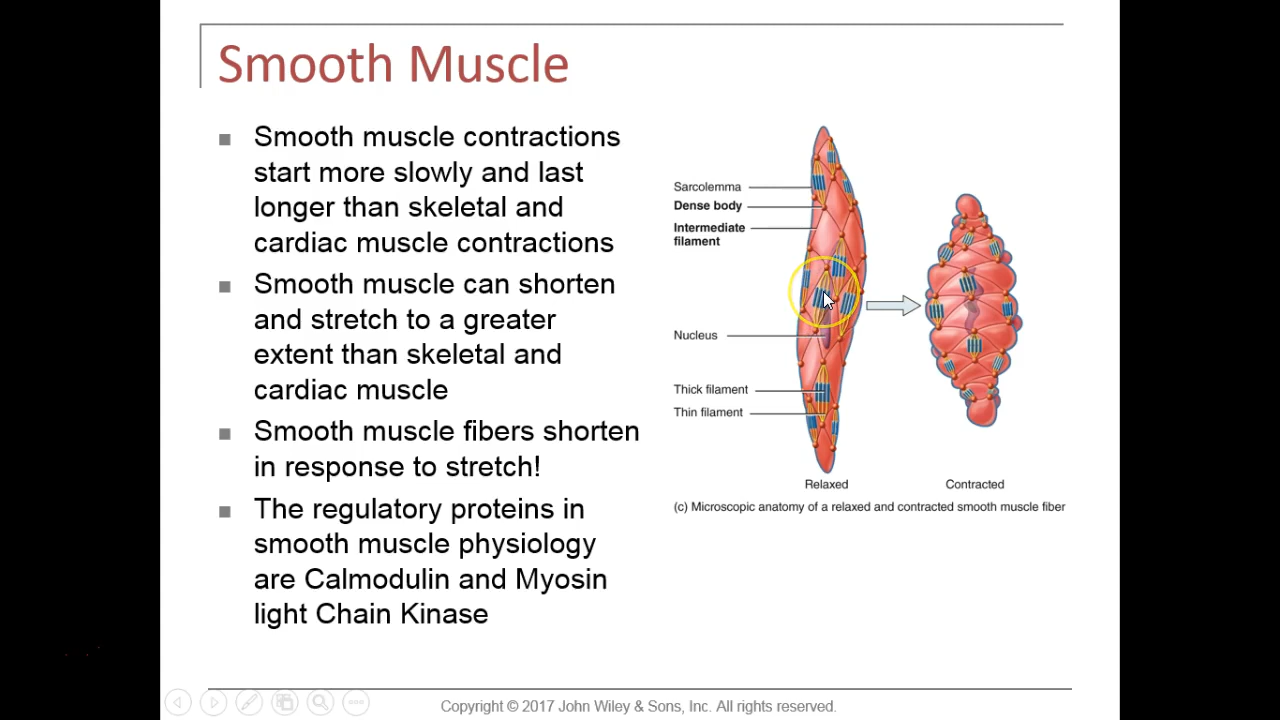 Smooth Muscle
Smooth muscle contractions
start more slowly and last
longer than skeletal and
cardiac muscle contractions
Smooth muscle can shorten
and stretch to a greater
extent than skeletal and
cardiac muscle
Smooth muscle fibers shorten
in response to stretch!
The regulatory proteins in
smooth muscle physiology
are Calmodulin and Myosin
light Chain Kinase
Sarcolemma
Dense body
Intermediate
filament
Nucleus
Thick filament
Thin filament
Relaxed
Contracted
(c) Microscopic anatomy of a relaxed and contracted smooth muscle fiber
Copyright © 2017 John Wiley & Sons, Inc. All rights reserved.